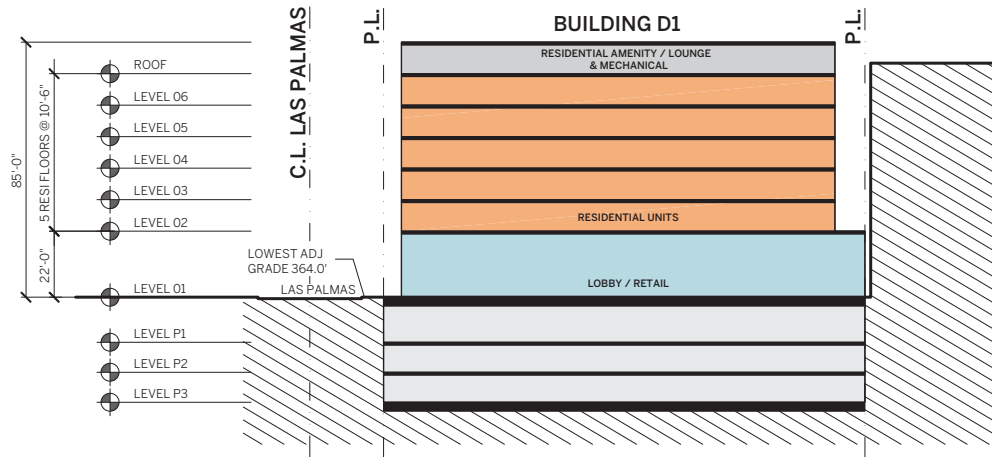 BUILDING D1
C.L. LAS PALMAS
P.L.
P.L.
RESIDENTIAL AMENITY / LOUNGE
& MECHANICAL
ROOF
LEVEL 06
LEVEL 05
LEVEL 04
LEVEL 03
LEVEL 02
LEVEL 01
LEVEL P1
LEVEL P2
LEVEL P3
85'-0"
5 RESI FLOORS @ 10'-6"
22'-0"
RESIDENTIAL UNITS
LOWEST ADJ
GRADE 364.0'
LAS PALMAS
LOBBY / RETAIL